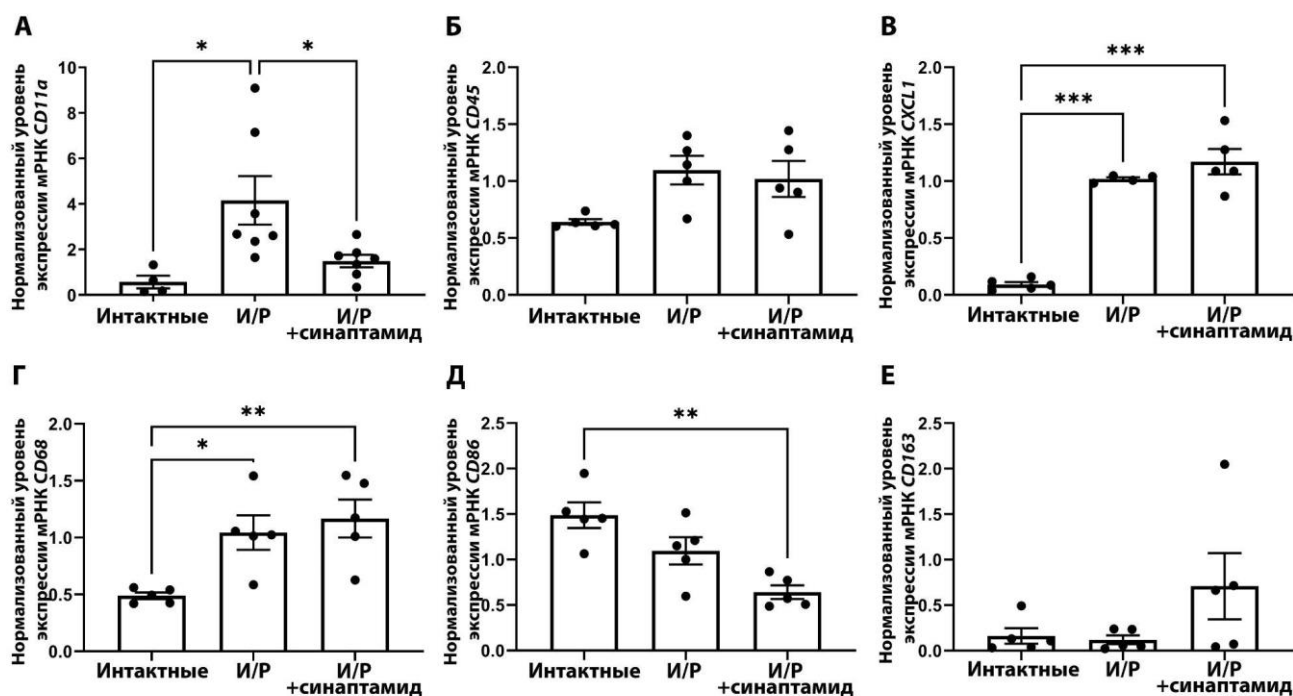 А
Нормализованный уровень
экспрессии мРНК CD11a
10
8
6
4
2
0
*
*
Интактные
И/Р
И/Р
+синаптамид
Б
Нормализованный уровень
экспрессии мРНК CD45
2.0
1.5
1.0
0.5
0.0
Интактные
И/Р
И/Р
+синаптамид
В
Нормализованный уровень
экспрессии мРНК CXCL1
2.0
1.5
1.0
0.5
0.0
***
***
Интактные
И/Р
И/Р
+синаптамид
Г
Нормализованный уровень
экспрессии мРНК CD68
2.0
1.5
1.0
0.5
0.0
**
*
Интактные
И/Р
И/Р
+синаптамид
Д
Нормализованный уровень
экспрессии мРНК CD86
2.5
2.0
1.5
1.0
0.5
0.0
**
Интактные
И/Р
И/Р
+синаптамид
Е
Нормализованный уровень
экспрессии мРНК CD163
2.5
2.0
1.5
1.0
0.5
0.0
Интактные
И/Р
И/Р
+синаптамид